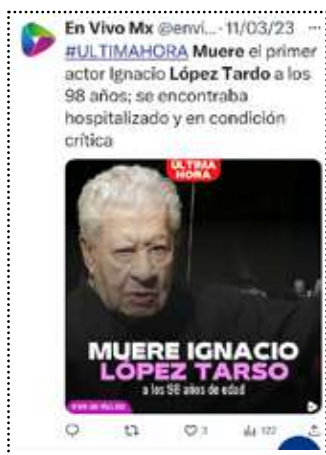 En Vivo Mx @envi... · 11/03/23 ...
#ULTIMAHORA Muere el primer
actor Ignacio López Tardo a los
98 años; se encontraba
hospitalizado y en condición
crítica
ÚLTIMA
HORA
MUERE IGNACIO
LÓPEZ TARSO
a los 98 años de edad
3
122